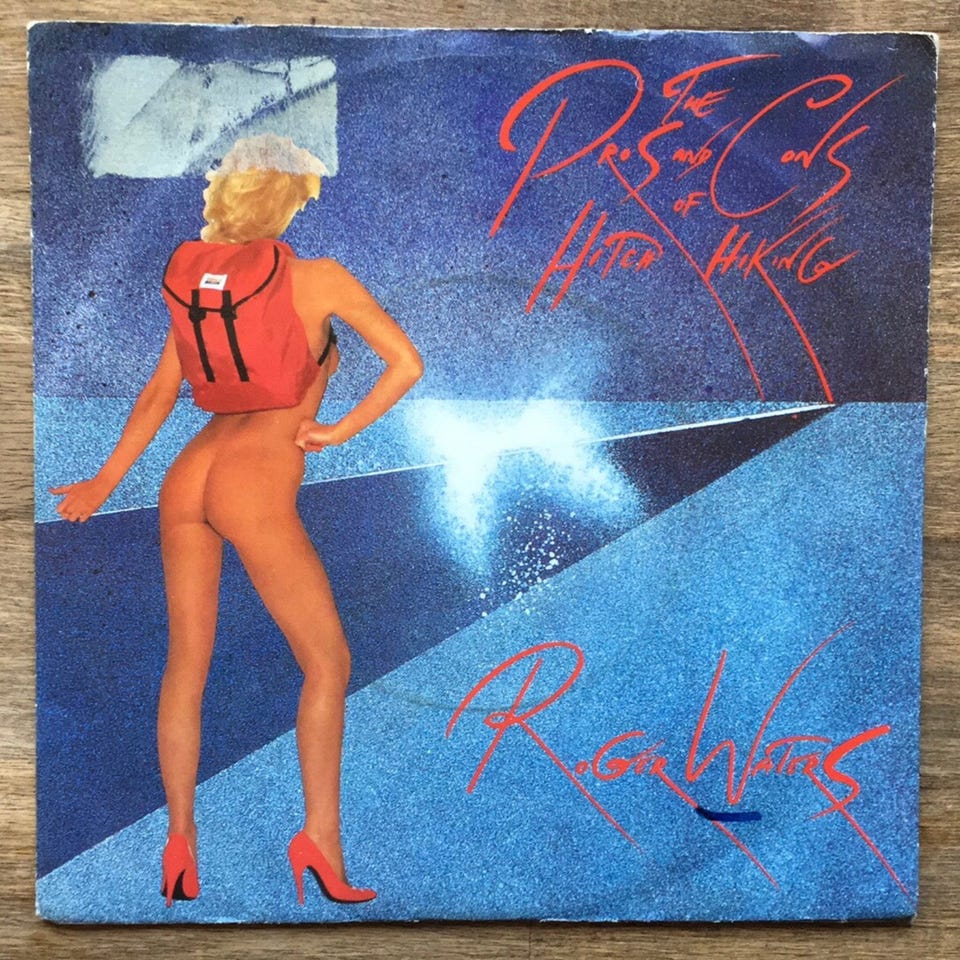 THE
PROS AND CONS
OF
HITCH HIKING
ROGER WATERS